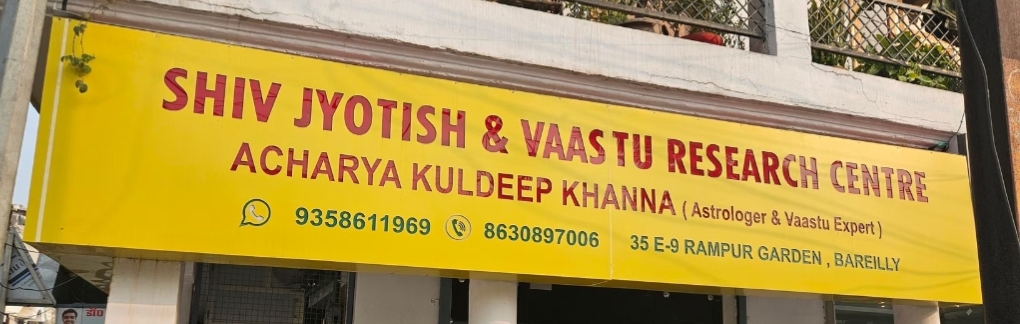 SHIV JYOTISH & VAASTU RESEARCH CENTRE
ACHARYA KULDEEP KHANNA ( Astrologer & Vaastu Expert )
9358611969 8630897006 35 E-9 RAMPUR GARDEN , BAREILLY